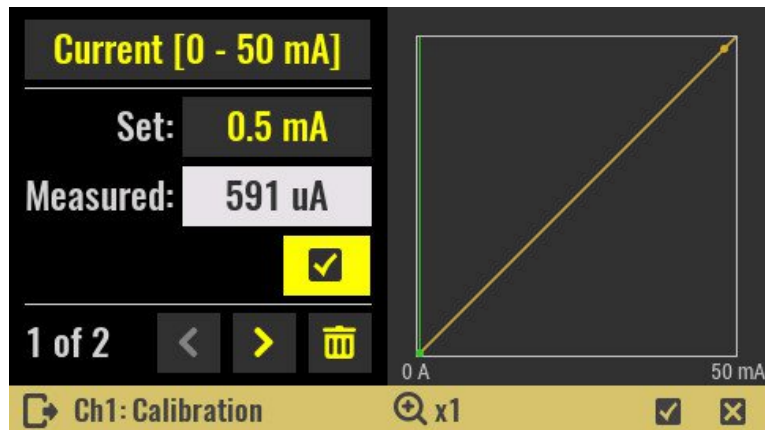 Current [0 - 50 mA]
Set: 0.5 mA
Measured: 591 uA
1 of 2
0 A 50 mA
Ch1: Calibration x1